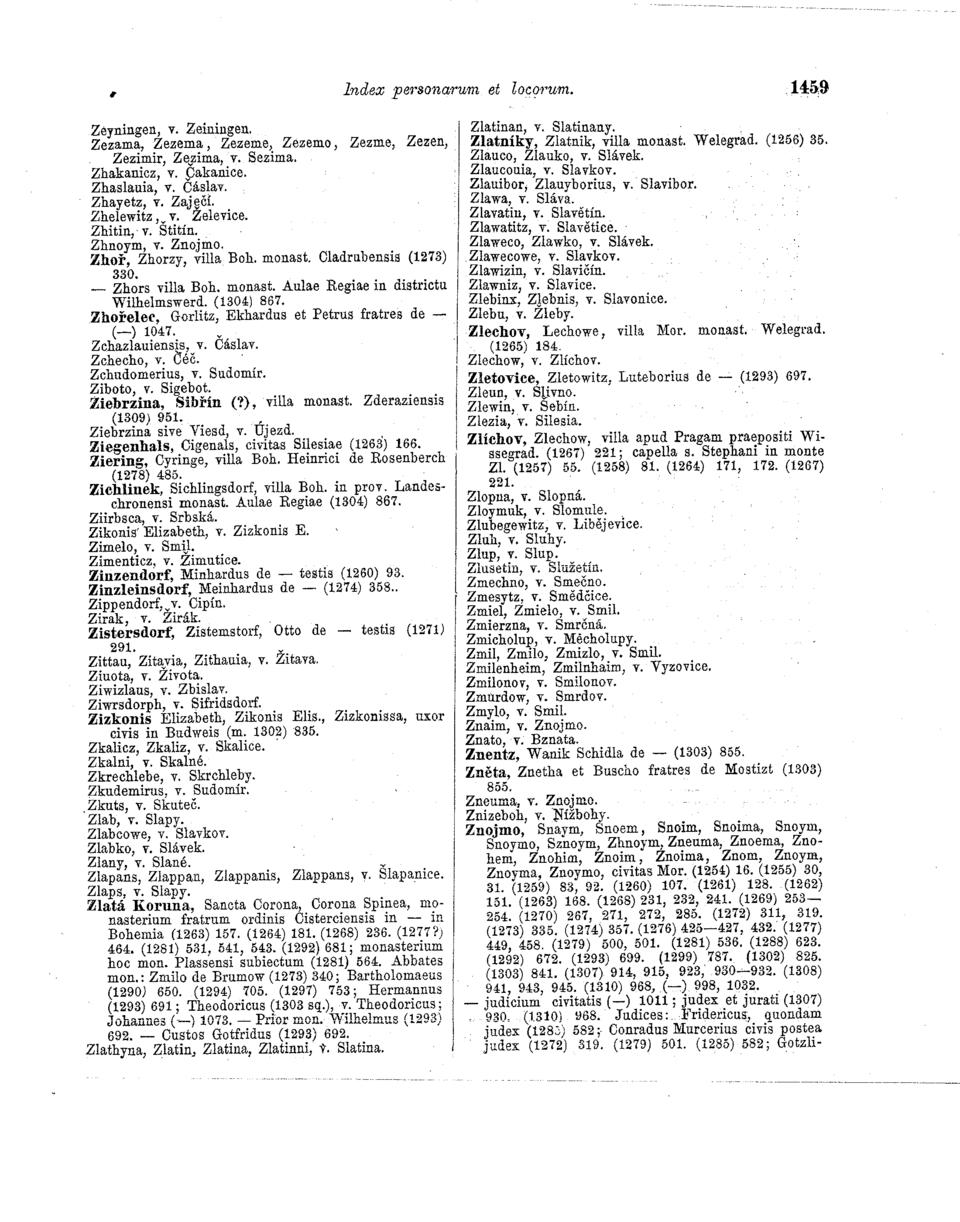 Index personarum et locorum. 1459
Zeyningen, v. Zeiningen.
Zezama, Zezema, Zezeme, Zezemo, Zezme, Zezen,
Zezimir, Zezima, v. Sezima.
Zhakanicz, v. Čakanice.
Zhaslauia, v. Čáslav.
Zhayetz, v. Zaječí.
Zhelewitz, v. Želevice.
Zhitin, v. Štitín.
Zhnoym, v. Znojmo.
Zhoř, Zhorzy, villa Boh. monast. Cladrubensis (1273)
330.
— Zhors villa Boh. monast. Aulae Regiae in districtu
Wilhelmswerd. (1304) 867.
Zhořelec, Gorlitz, Ekhardus et Petrus fratres de —
(—) 1047.
Zchazlauiensis, v. Čáslav.
Zchecho, v. Čéč.
Zchudomerius, v. Sudomír.
Ziboto, v. Sigebot.
Ziebrzina, Sibřín (?), villa monast. Zderaziensis
(1309) 951.
Ziebrzina sive Viesd, v. Újezd.
Ziegenhals, Cigenals, civitas Silesiae (1263) 166.
Ziering, Cyringe, villa Boh. Heinrici de Rosenberch
(1278) 485.
Zichlinek, Sichlingsdorf, villa Boh. in prov. Landes-
chronensi monast. Aulae Regiae (1304) 867.
Ziirbsca, v. Srbská.
Zikonis Elizabeth, v. Zizkonis E.
Zimelo, v. Smil.
Zimenticz, v. Žimutice.
Zinzendorf, Minhardus de — testis (1260) 93.
Zinzleinsdorf, Meinhardus de — (1274) 358..
Zippendorf, v. Cipín.
Zirak, v. Žirák.
Zistersdorf, Zistemstorf, Otto de — testis (1271)
291.
Zittau, Zitavia, Zithauia, v. Žitava.
Ziuota, v. Života.
Ziwizlaus, v. Zbislav.
Ziwrsdorph, v. Sifridsdorf.
Zizkonis Elizabeth, Zikonis Elis., Zizkonissa, uxor
civis in Budweis (m. 1302) 835.
Zkalicz, Zkaliz, v. Skalice.
Zkalni, v. Skalné.
Zkrechlebe, v. Skrchleby.
Zkudemirus, v. Sudomír.
Zkuts, v. Skuteč.
Zlab, v. Slapy.
Zlabcowe, v. Slavkov.
Zlabko, v. Slávek.
Zlany, v. Slané.
Zlapans, Zlappan, Zlappanis, Zlappans, v. Šlapanice.
Zlaps, v. Slapy.
Zlatá Koruna, Sancta Corona, Corona Spinea, mo-
nasterium fratrum ordinis Cisterciensis in — in
Bohemia (1263) 157. (1264) 181. (1268) 236. (1277?)
464. (1281) 531, 541, 543. (1292) 681; monasterium
hoc mon. Plassensi subiectum (1281) 564. Abbates
mon.: Zmilo de Brumow (1273) 340; Bartholomaeus
(1290) 650. (1294) 705. (1297) 753; Hermannus
(1293) 691; Theodoricus (1303 sq.), v. Theodoricus;
Johannes (—) 1073. — Prior mon. Wilhelmus (1293)
692. — Custos Gotfridus (1293) 692.
Zlathyna, Zlatin, Zlatina, Zlatinni, v. Slatina.
Zlatinan, v. Slatinany.
Zlatníky, Zlatnik, villa monast. Welegrad. (1256) 35.
Zlauco, Zlauko, v. Slávek.
Zlauconia, v. Slavkov.
Zlauibor, Zlauyborius, v. Slavibor.
Zlawa, v. Sláva.
Zlavatin, v. Slavětín.
Zlawatitz, v. Slavětice.
Zlaweco, Zlawko, v. Slávek.
Zlawecowe, v. Slavkov.
Zlawizin, v. Slavičín.
Zlawniz, v. Slavice.
Zlebinx, Zlebnis, v. Slavonice.
Zlebu, v. Žleby.
Zlechov, Lechowe, villa Mor. monast. Welegrad.
(1265) 184.
Zlechow, v. Zlíchov.
Zletovice, Zletowitz, Luteborius de — (1293) 697.
Zleun, v. Slivno.
Zlewin, v. Šebín.
Zlezia, v. Silesia.
Zlíchov, Zlechow, villa apud Pragam praepositi Wi-
ssegrad. (1267) 221; capella s. Stephani in monte
Zl. (1257) 55. (1258) 81. (1264) 171, 172. (1267)
221.
Zlopna, v. Slopná.
Zloymuk, v. Slomule.
Zlubegewitz, v. Libějevice.
Zluh, v. Sluhy.
Zlup, v. Slup.
Zlusetin, v. Služetín.
Zmechno, v. Smečno.
Zmesytz, v. Smědčice.
Zmiel, Zmielo, v. Smil.
Zmierzna, v. Smrčná.
Zmicholup, v. Měcholupy.
Zmil, Zmilo, Zmizlo, v. Smil.
Zmilenheim, Zmilnhaim, v. Vyzovice.
Zmilonov, v. Smilonov.
Zmurdow, v. Smrdov.
Zmylo, v. Smil.
Znaim, v. Znojmo.
Znato, v. Bznata.
Znentz, Wanik Schidla de — (1303) 855.
Zněta, Znetha et Buscho fratres de Mostizt (1303)
855.
Zneuma, v. Znojmo.
Znizeboh, v. Nížbohy.
Znojmo, Snaym, Snoem, Snoim, Snoima, Snoym,
Snoymo, Sznoym, Zhnoym, Zneuma, Znoema, Zno-
hem, Znohim, Znoim, Znoima, Znom, Znoym,
Znoyma, Znoymo, civitas Mor. (1254) 16. (1255) 30,
31. (1259) 83, 92. (1260) 107. (1261) 128. (1262)
151. (1263) 168. (1268) 231, 232, 241. (1269) 253—
254. (1270) 267, 271, 272, 285. (1272) 311, 319.
(1273) 335. (1274) 357. (1276) 425—427, 432. (1277)
449, 458. (1279) 500, 501. (1281) 536. (1288) 623.
(1292) 672. (1293) 699. (1299) 787. (1302) 825.
(1303) 841. (1307) 914, 915, 923, 930—932. (1308)
941, 943, 945. (1310) 968, (—) 998, 1032.
— judicium civitatis (—) 1011; judex et jurati (1307)
930. (1310) 968. Judices: Fridericus, quondam
judex (1285) 582; Conradus Murcerius civis postea
judex (1272) 319. (1279) 501. (1285) 582; Gotzli-